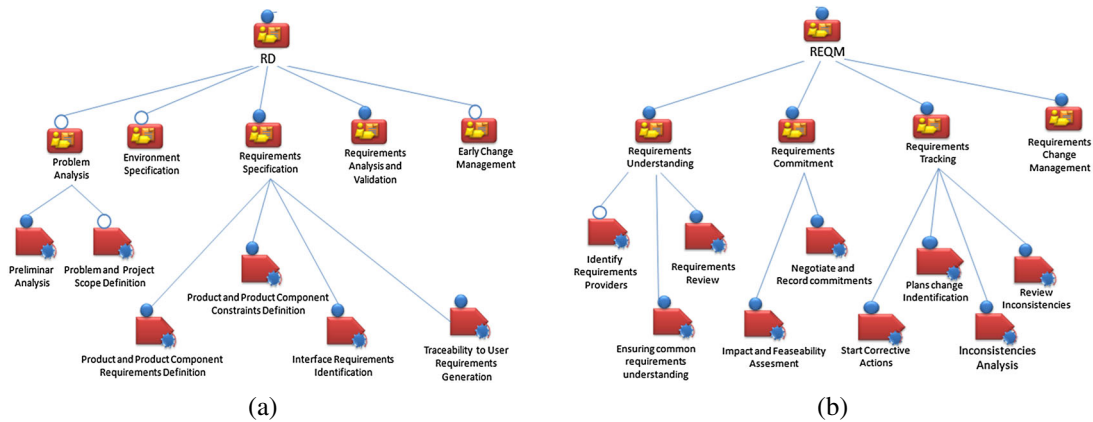 RD
Problem
Analysis
Environment
Specification
Requirements
Specification
Requirements
Analysis and
Validation
Early Change
Management
Preliminar
Analysis
Problem and Project
Scope Definition
Product and Product Component
Constraints Definition
Product and Product Component
Requirements Definition
Interface Requirements
Identification
Traceability to User
Requirements
Generation
(a)
REQM
Requirements
Understanding
Requirements
Commitment
Requirements
Tracking
Requirements
Change
Management
Identify
Requirements
Providers
Requirements
Review
Negotiate and
Record commitments
Plans change
Indentification
Review
Inconsistencies
Ensuring common
requirements
understanding
Impact and Feaseability
Assesment
Start Corrective
Actions
Inconsistencies
Analysis
(b)